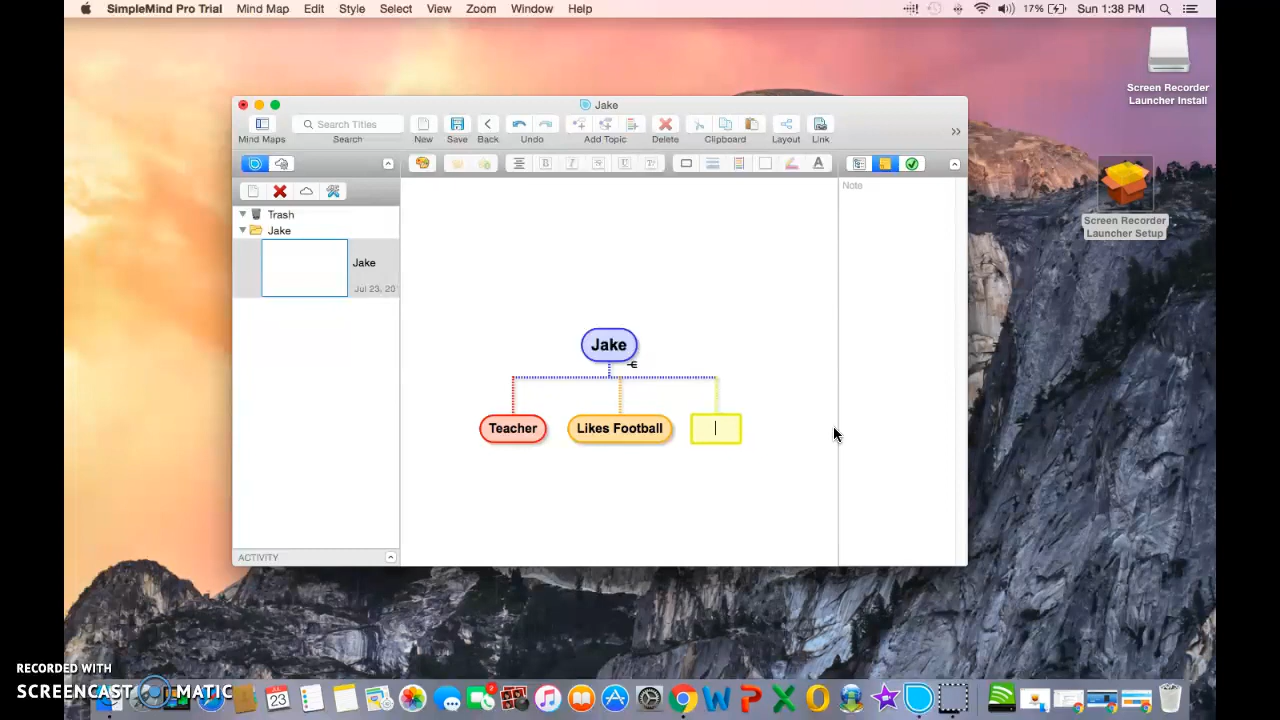 SimpleMind Pro Trial Mind Map Edit Style Select View Zoom Window Help 17% Sun 1:38 PM
Screen Recorder
Launcher Install
Jake
Search Titles
Mind Maps Search New Save Back Undo Add Topic Delete Clipboard Layout Link
B I S U T
A
Note
Trash
Jake
Jake
Jul 23, 20
Screen Recorder
Launcher Setup
Jake
Teacher Likes Football
ACTIVITY
RECORDED WITH
SCREENCAST MATIC
23 2 W P X O